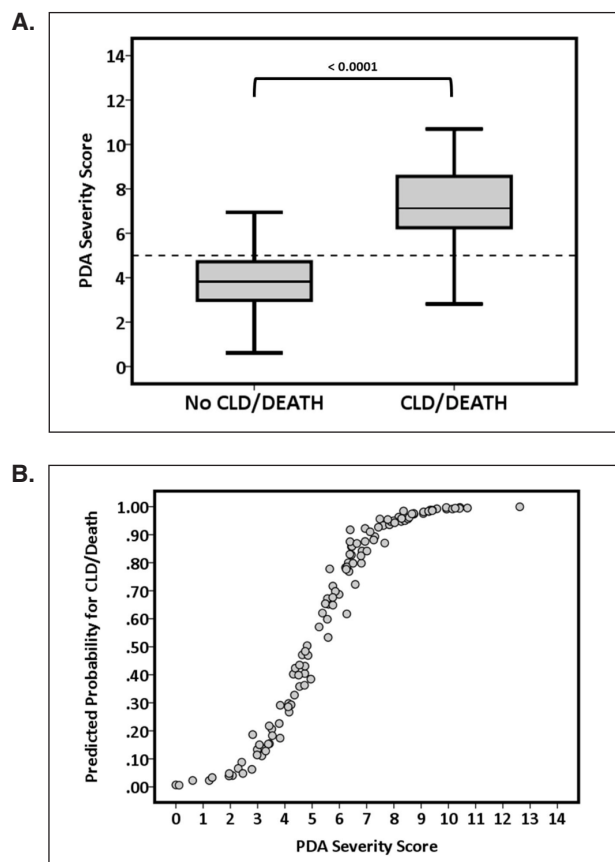 A.
14
12
10
8
6
4
2
0
PDA Severity Score
< 0.0001
No CLD/DEATH CLD/DEATH
B.
1.00
.90
.80
.70
.60
.50
.40
.30
.20
.10
.00
Predicted Probability for CLD/Death
0 1 2 3 4 5 6 7 8 9 10 11 12 13 14
PDA Severity Score